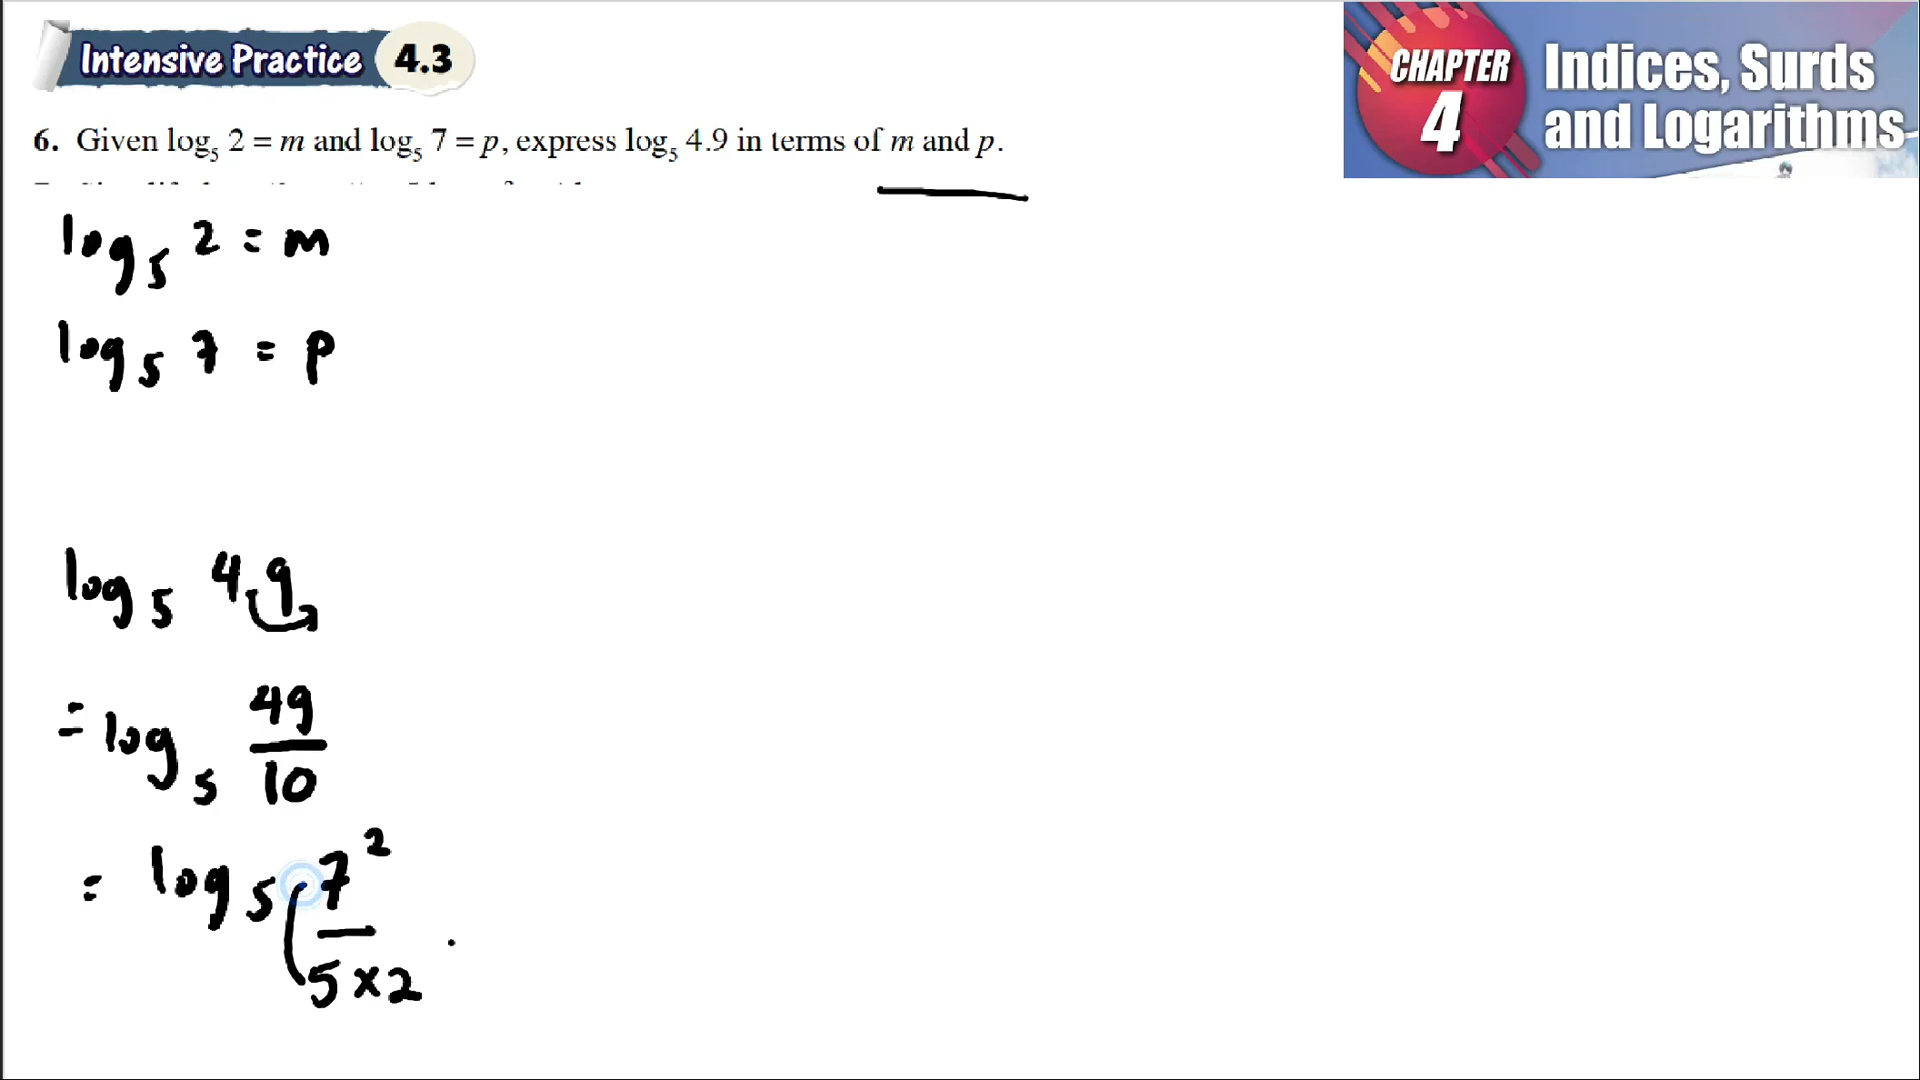 Intensive Practice 4.3
CHAPTER 4
Indices, Surds and Logarithms
6. Given log₅ 2 = m and log₅ 7 = p, express log₅ 4.9 in terms of m and p.
log₅ 2 = m
log₅ 7 = p
log₅ 4.9
= log₅ 49/10
= log₅ (7²/5×2